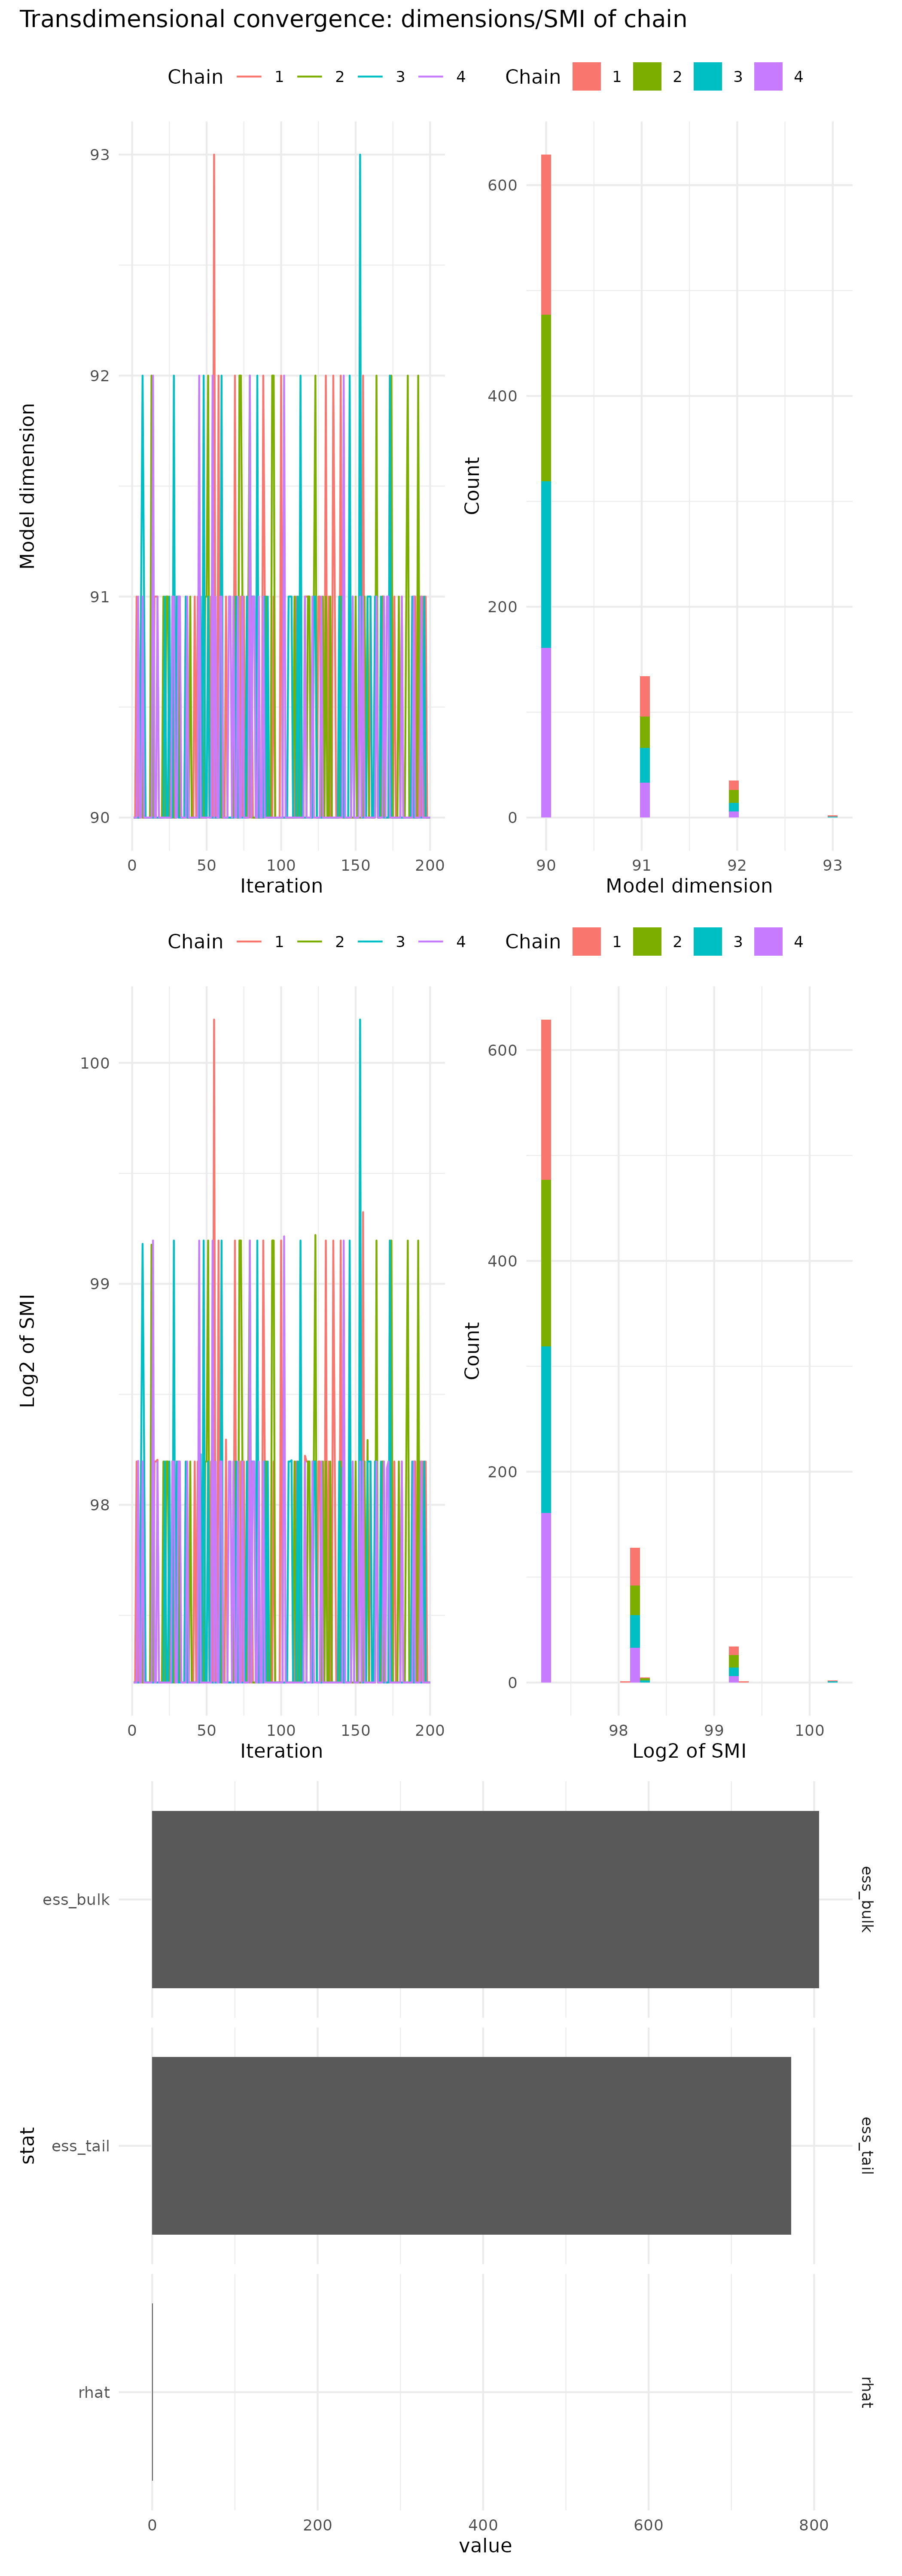 Transdimensional convergence: dimensions/SMI of chain
Chain 1 2 3 4 Chain 1 2 3 4
93
92
91
90
Model dimension
0 50 100 150 200
Iteration
600
400
200
0
Count
90 91 92 93
Model dimension
Chain 1 2 3 4 Chain 1 2 3 4
100
99
98
Log2 of SMI
0 50 100 150 200
Iteration
600
400
200
0
Count
98 99 100
Log2 of SMI
ess_bulk
ess_bulk
stat
ess_tail
ess_tail
rhat
rhat
0 200 400 600 800
value